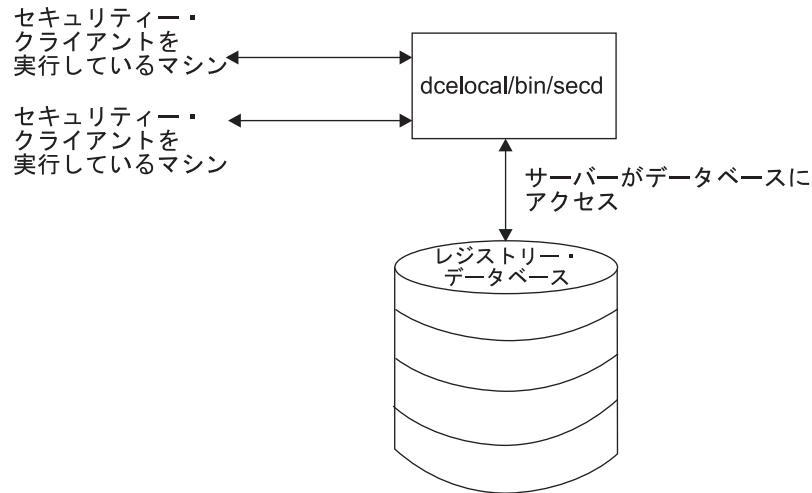 セキュリティー・
クライアントを
実行しているマシン
セキュリティー・
クライアントを
実行しているマシン
dcelocal/bin/secd
サーバーがデータベースに
アクセス
レジストリー・
データベース